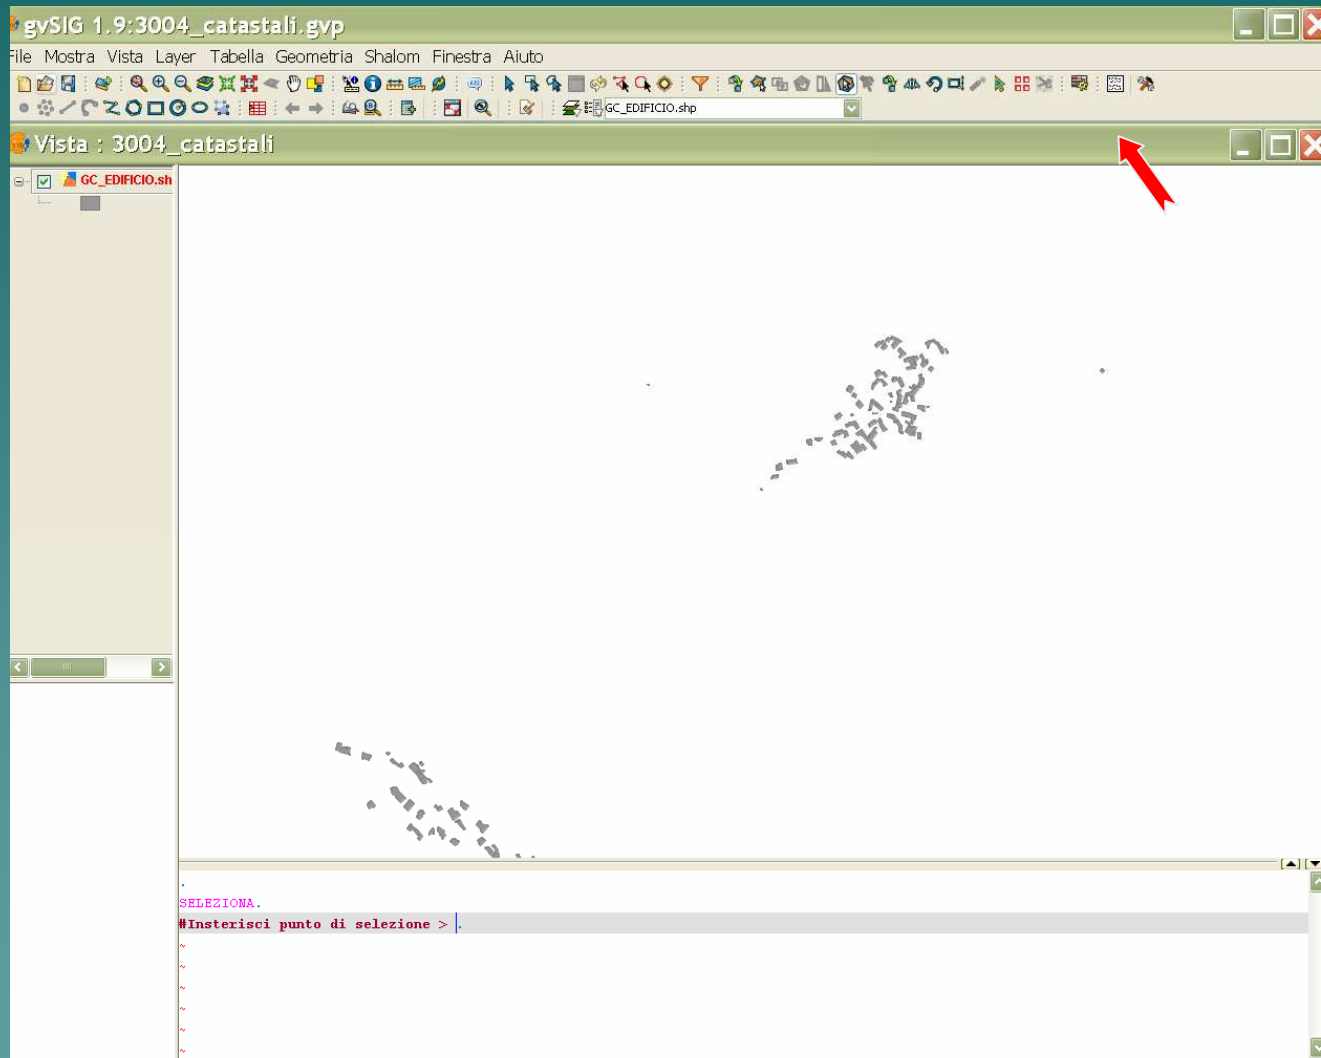 gvSIG 1.9:3004_catastali.gvp
File Mostra Vista Layer Tabella Geometria Shalom Finestra Aiuto
GC_EDIFICIO.shp
Vista : 3004_catastali
GC_EDIFICIO.sh
.
SELEZIONA.
#Insterisci punto di selezione > .
~
~
~
~
~
~